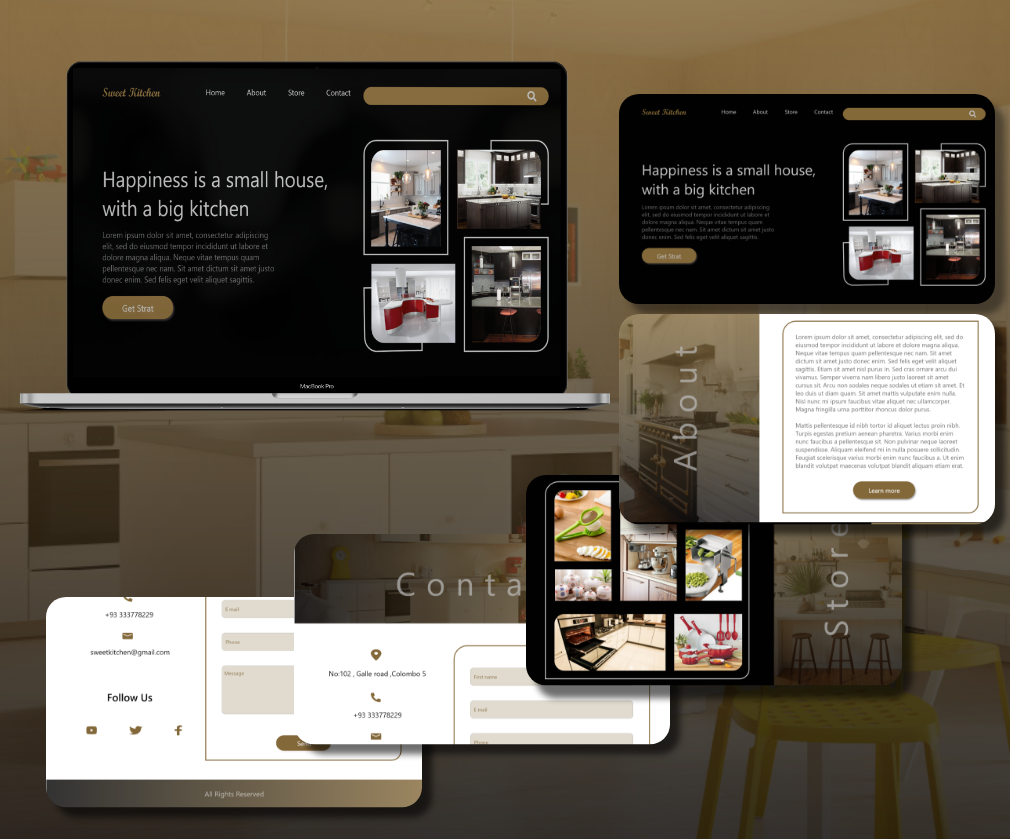 Sweet Kitchen
Home About Store Contact
Happiness is a small house,
with a big kitchen
Lorem ipsum dolor sit amet, consectetur adipiscing
elit, sed do eiusmod tempor incididunt ut labore et
dolore magna aliqua. Neque vitae tempus quam
pellentesque nec nam. Sit amet dictum sit amet justo
donec enim. Sed felis eget velit aliquet sagittis.
Get Strat
MacBook Pro
Sweet Kitchen
Home About Store Contact
Happiness is a small house,
with a big kitchen
Lorem ipsum dolor sit amet, consectetur adipiscing
elit, sed do eiusmod tempor incididunt ut labore et
dolore magna aliqua. Neque vitae tempus quam
pellentesque nec nam. Sit amet dictum sit amet justo
donec enim. Sed felis eget velit aliquet sagittis.
Get Strat
About
Lorem ipsum dolor sit amet, consectetur adipiscing elit, sed do
eiusmod tempor incididunt ut labore et dolore magna aliqua.
Neque vitae tempus quam pellentesque nec nam. Sit amet
dictum sit amet justo donec enim. Sed felis eget velit aliquet
sagittis. Etiam sit amet nisl purus in. Sed cras ornare arcu dui
vivamus. Semper viverra nam libero justo laoreet sit amet
cursus sit. Arcu non sodales neque sodales ut etiam sit amet. Et
leo duis ut diam quam. Sit amet mattis vulputate enim nulla.
Nisl nunc mi ipsum faucibus vitae aliquet nec ullamcorper.
Magna fringilla urna porttitor rhoncus dolor purus.
Mattis pellentesque id nibh tortor id aliquet lectus proin nibh.
Turpis egestas pretium aenean pharetra. Varius morbi enim
nunc faucibus a pellentesque sit. Non pulvinar neque laoreet
suspendisse. Aliquam eleifend mi in nulla posuere sollicitudin.
Feugiat scelerisque varius morbi enim nunc faucibus a. Ut enim
blandit volutpat maecenas volutpat blandit aliquam etiam erat.
Learn more
Store
Conta
No:102 , Galle road ,Colombo 5
+93 333778229
First name
E mail
Phone
+93 333778229
sweetkitchen@gmail.com
Follow Us
E mail
Phone
Message
Sen
All Rights Reserved